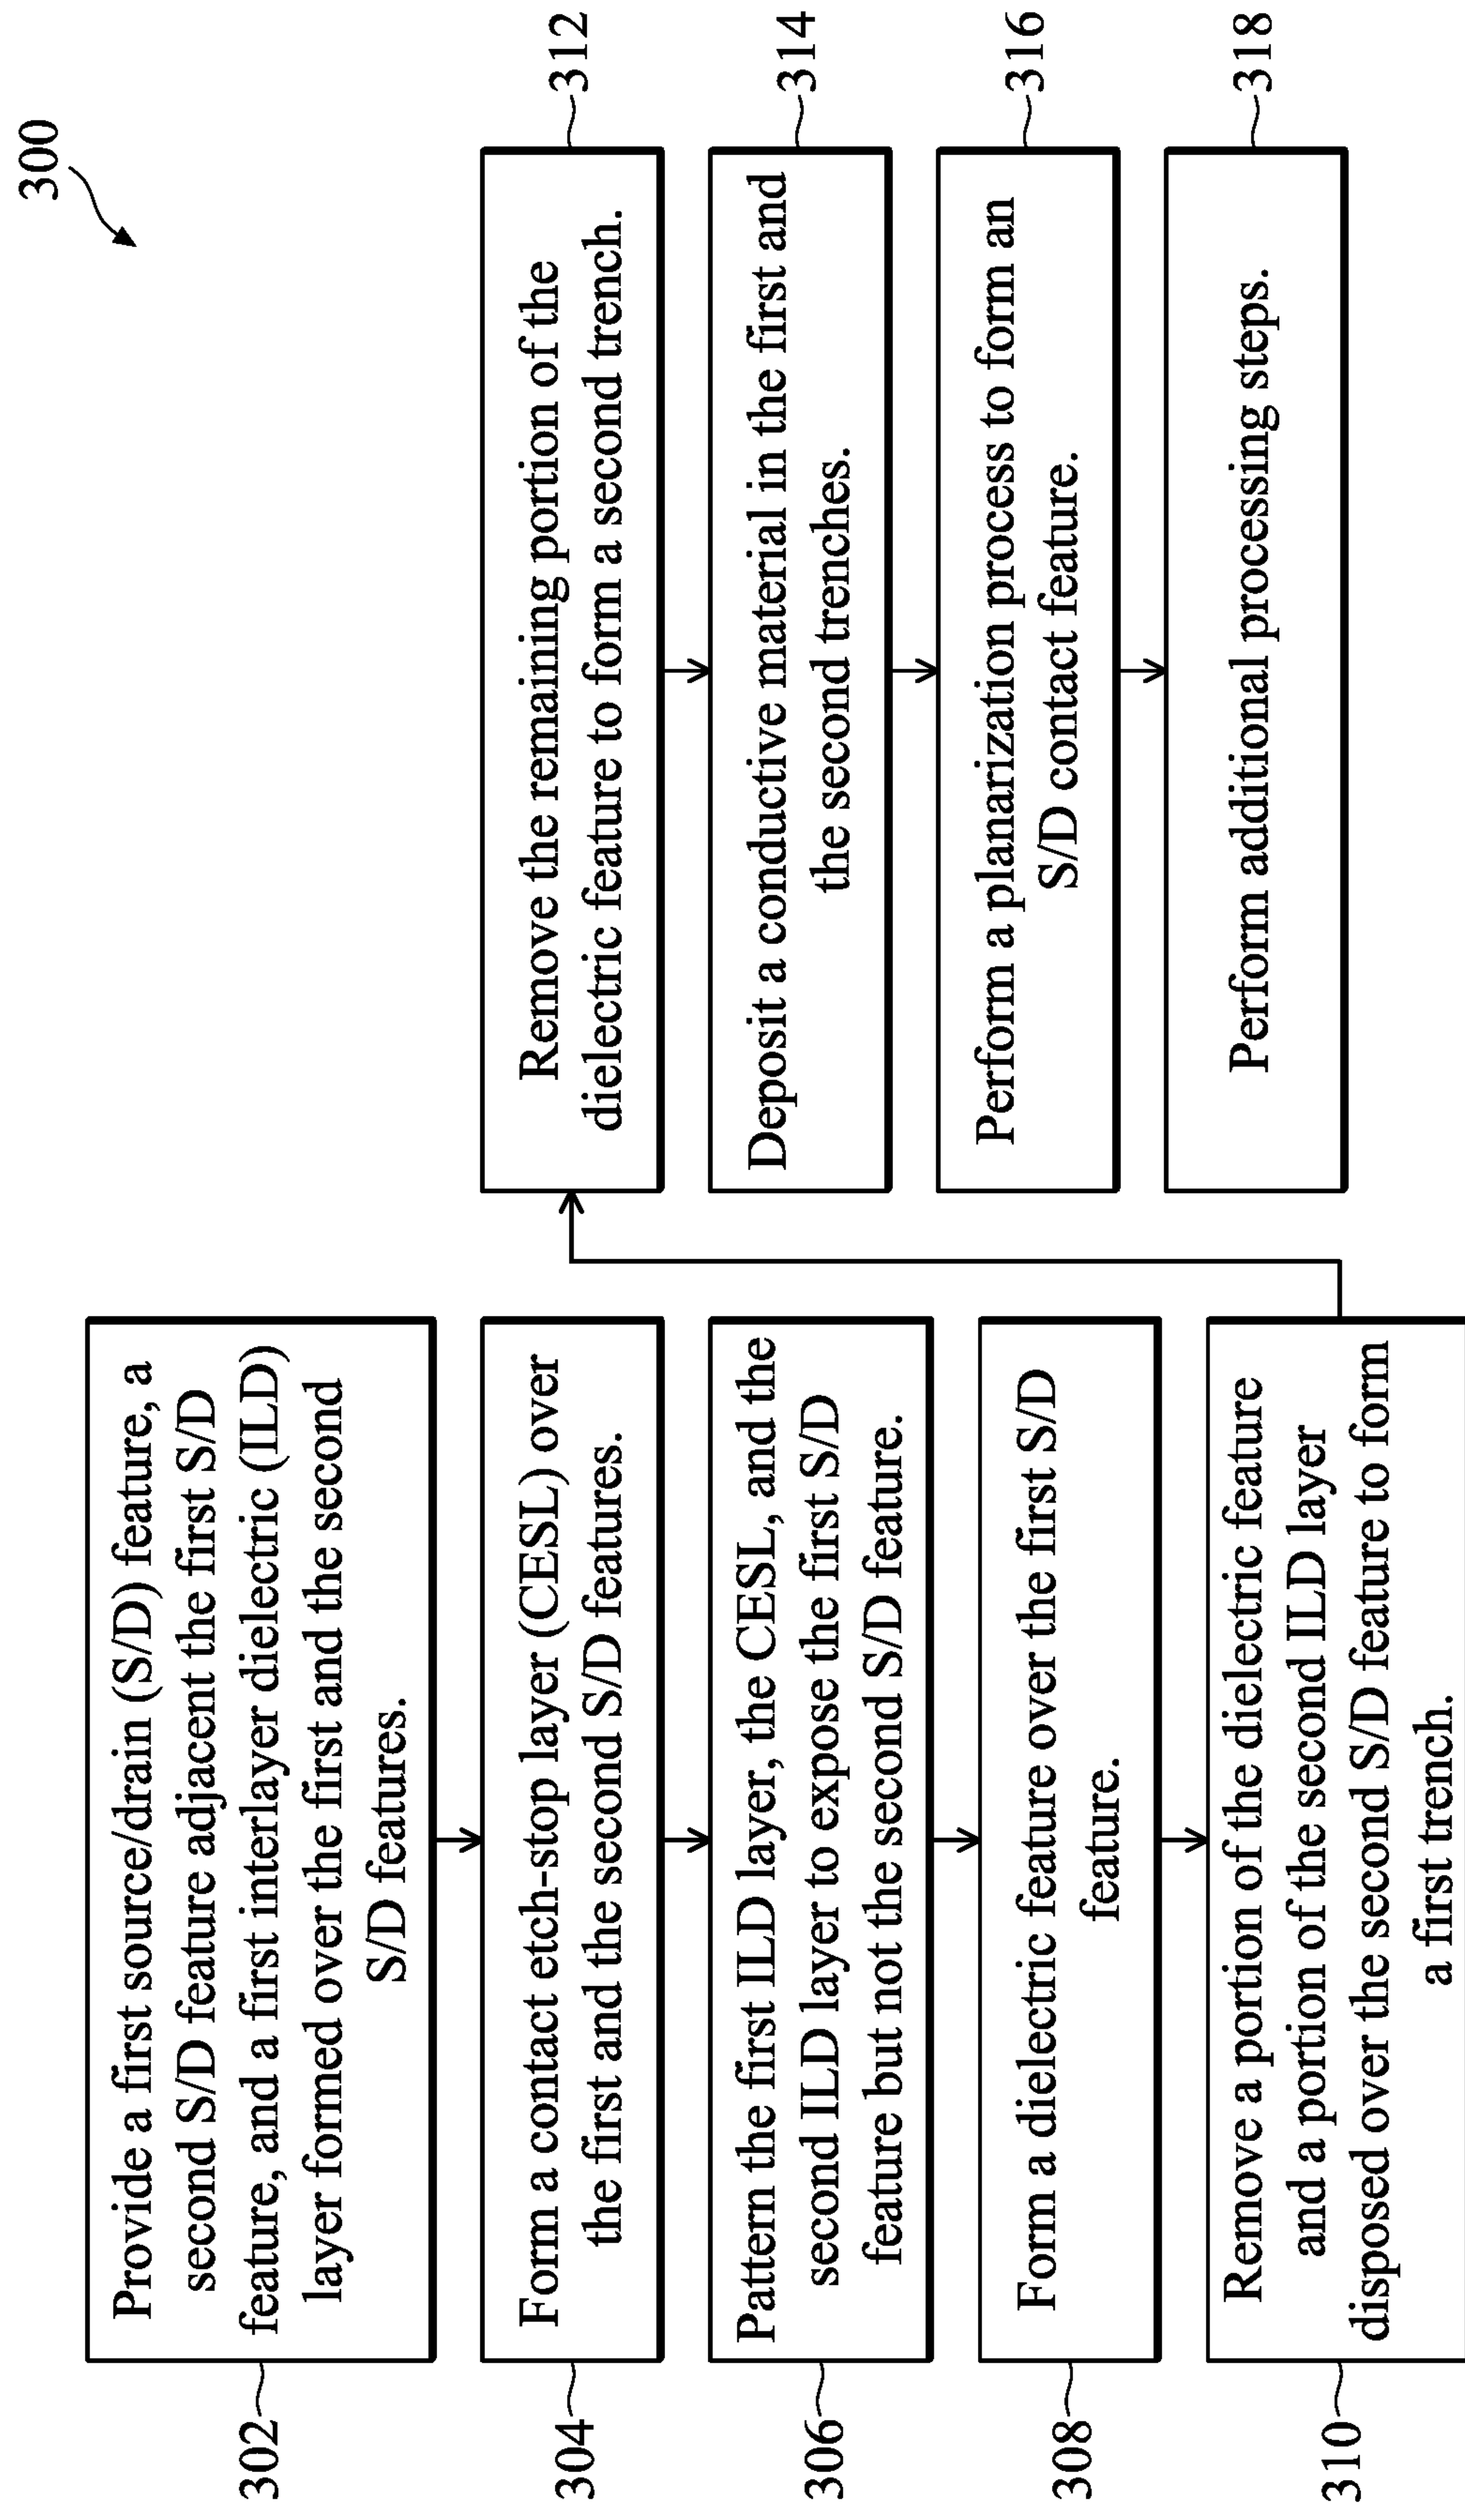 300
302
Provide a first source/drain (S/D) feature, a
second S/D feature adjacent the first S/D
feature, and a first interlayer dielectric (ILD)
layer formed over the first and the second
S/D features.
304
Form a contact etch-stop layer (CESL) over
the first and the second S/D features.
306
Pattern the first ILD layer, the CESL, and the
second ILD layer to expose the first S/D
feature but not the second S/D feature.
308
Form a dielectric feature over the first S/D
feature.
310
Remove a portion of the dielectric feature
and a portion of the second ILD layer
disposed over the second S/D feature to form
a first trench.
312
Remove the remaining portion of the
dielectric feature to form a second trench.
314
Deposit a conductive material in the first and
the second trenches.
316
Perform a planarization process to form an
S/D contact feature.
318
Perform additional processing steps.